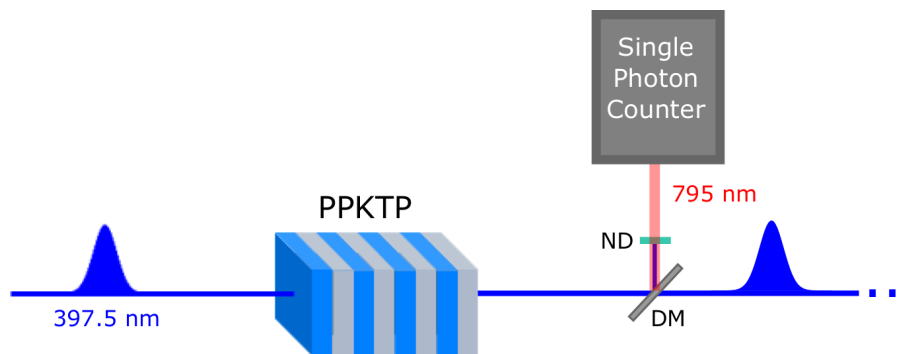 Single
Photon
Counter
795 nm
PPKTP
ND
397.5 nm
DM